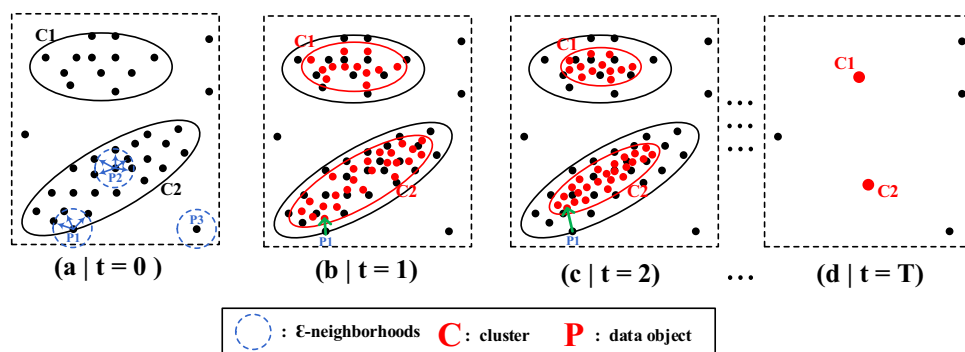 C1
C2
P2
P1
P3
(a | t = 0 )
C1
C2
P1
(b | t = 1)
C1
C2
P1
(c | t = 2)
...
...
...
...
C1
C2
(d | t = T)
: Ɛ-neighborhoods C : cluster P : data object